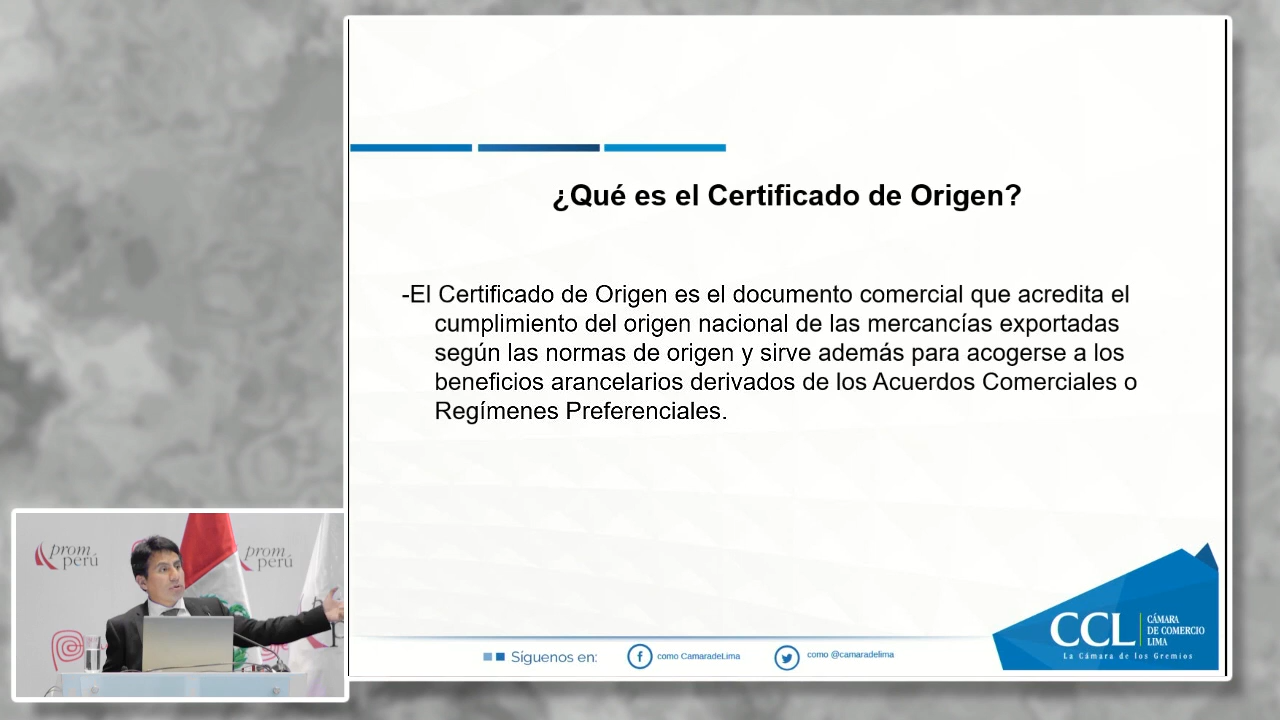 ¿Qué es el Certificado de Origen?
-El Certificado de Origen es el documento comercial que acredita el
cumplimiento del origen nacional de las mercancías exportadas
según las normas de origen y sirve además para acogerse a los
beneficios arancelarios derivados de los Acuerdos Comerciales o
Regímenes Preferenciales.
prom
perú
prom
perú
CCL
CÁMARA
DE COMERCIO
LIMA
La Cámara de los Gremios
Síguenos en:
como CamaradeLima
como @camaradelima